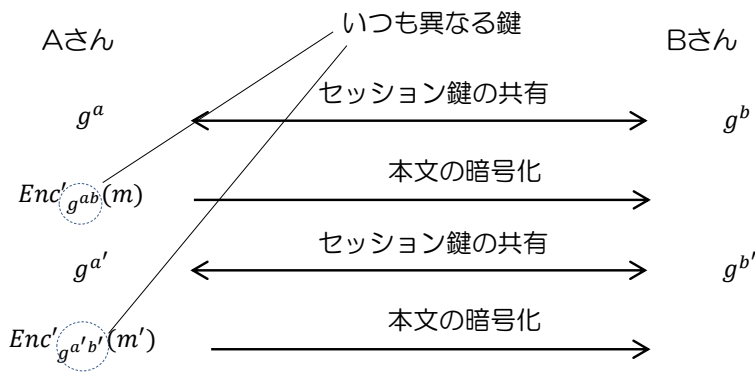 いつも異なる鍵
Aさん Bさん
セッション鍵の共有
g^a g^b
本文の暗号化
Enc'_{g^{ab}}(m)
セッション鍵の共有
g^{a'} g^{b'}
本文の暗号化
Enc'_{g^{a'b'}}(m')